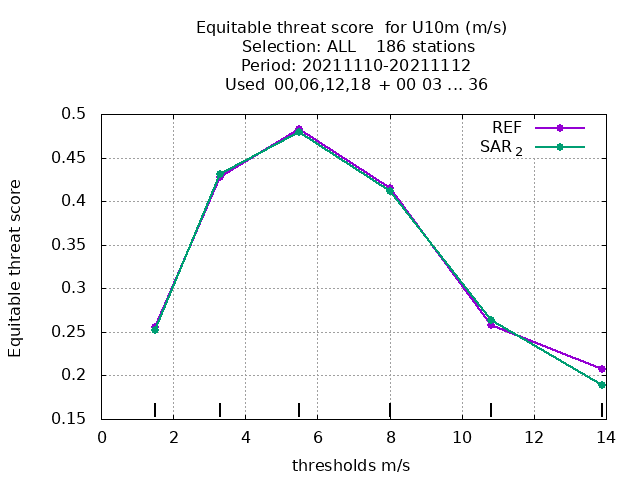 Equitable threat score for U10m (m/s)
Selection: ALL 186 stations
Period: 20211110-20211112
Used 00,06,12,18 + 00 03 ... 36
REF
SAR 2
0.5
0.45
0.4
0.35
0.3
0.25
0.2
0.15
Equitable threat score
0 2 4 6 8 10 12 14
thresholds m/s